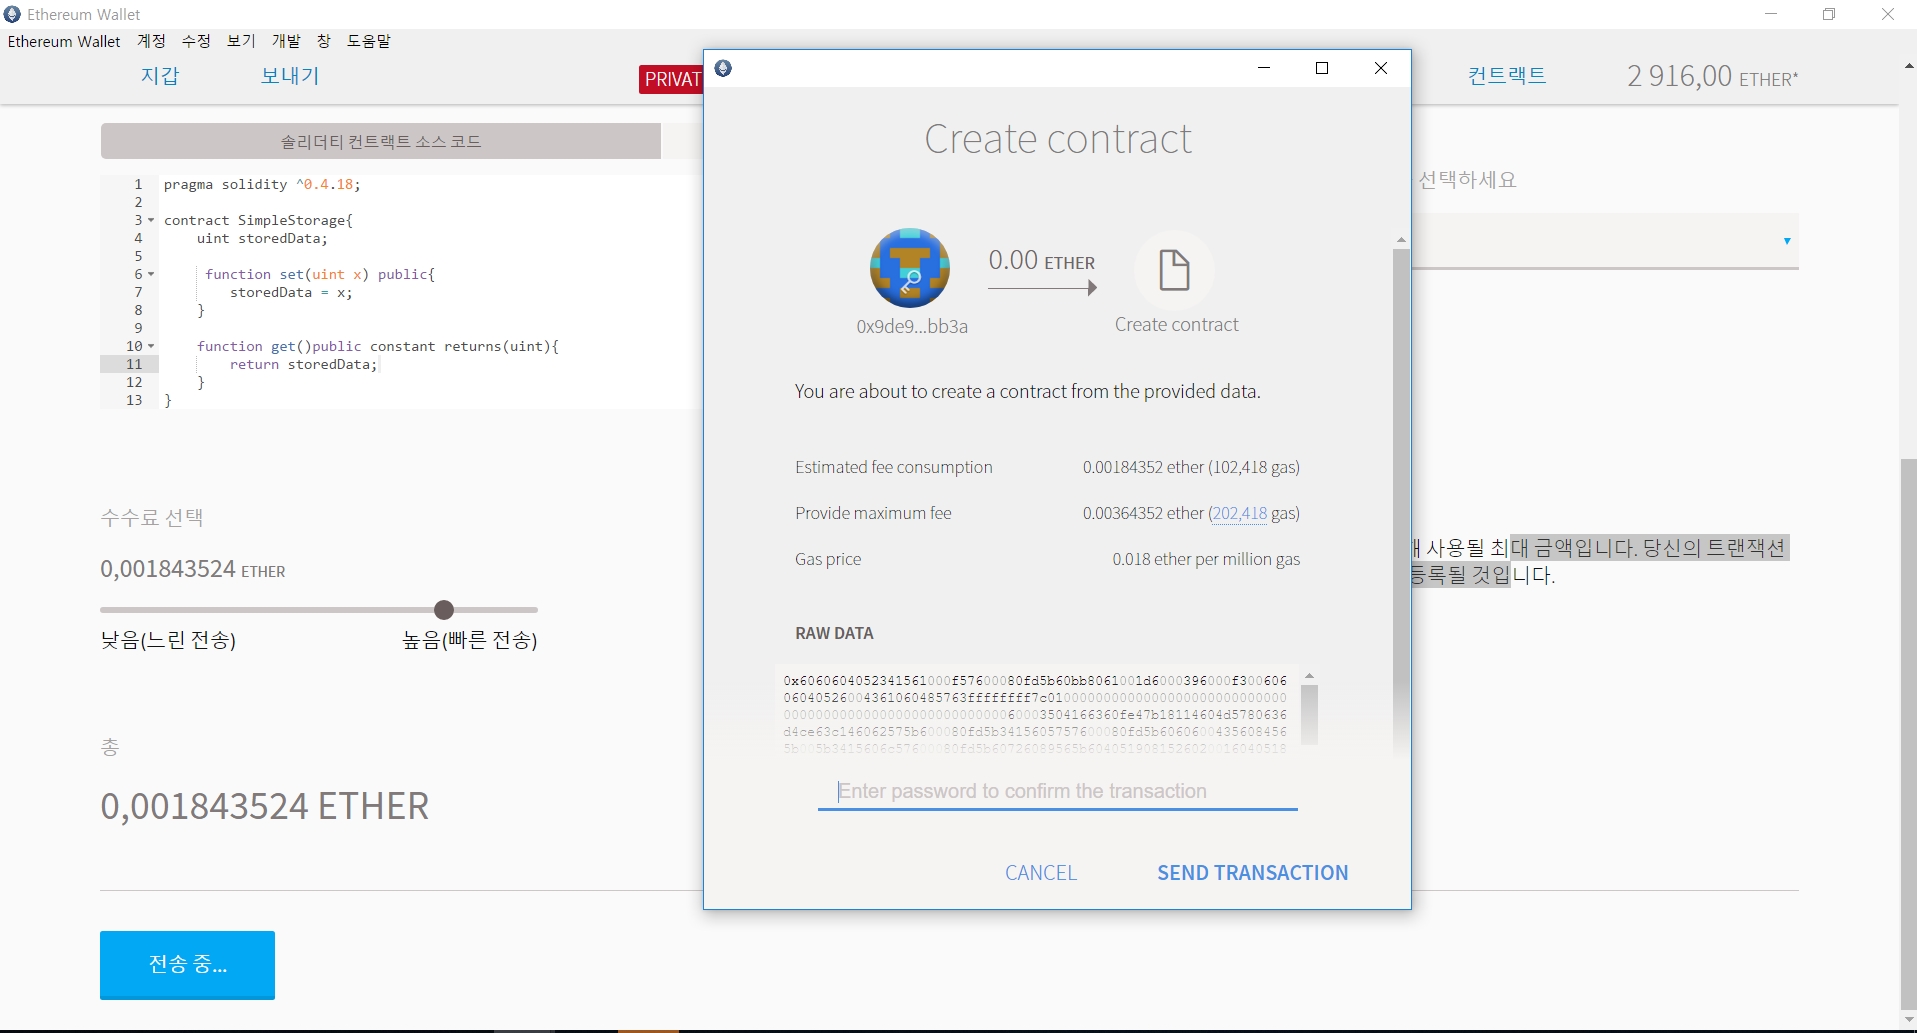 Ethereum Wallet
Ethereum Wallet 계정 수정 보기 개발 창 도움말
지갑 보내기 PRIVAT 컨트랙트 2 916,00 ETHER*
솔리더티 컨트랙트 소스 코드
1 pragma solidity ^0.4.18;
2
3 contract SimpleStorage{
4 uint storedData;
5
6 function set(uint x) public{
7 storedData = x;
8 }
9
10 function get()public constant returns(uint){
11 return storedData;
12 }
13 }
선택하세요
수수료 선택
0,001843524 ETHER
낮음(느린 전송) 높음(빠른 전송)
사용될 최대 금액입니다. 당신의 트랜잭션
등록될 것입니다.
총
0,001843524 ETHER
전송 중...
Create contract
0.00 ETHER
0x9de9...bb3a
Create contract
You are about to create a contract from the provided data.
Estimated fee consumption 0.00184352 ether (102,418 gas)
Provide maximum fee 0.00364352 ether (202,418 gas)
Gas price 0.018 ether per million gas
RAW DATA
0x6060604052341561000f57600080fd5b60bb8061001d6000396000f300606
0604052600436106048576​3ffffffff7c01000000000000000000000000000
00000000000000000000000000060003504166360fe47b18114604d5780636
d4ce63c146062575b600080fd5b3415605757600080fd5b606060043560845​6
5b005b3415606c57600080fd5b60726089565b6040519081526020016040518
Enter password to confirm the transaction
CANCEL SEND TRANSACTION